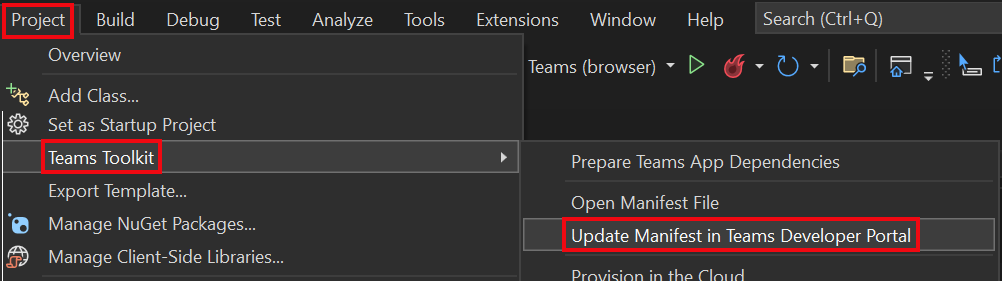 Project Build Debug Test Analyze Tools Extensions Window Help Search (Ctrl+Q)
Overview
Teams (browser)
Add Class...
Set as Startup Project
Teams Toolkit
Prepare Teams App Dependencies
Export Template...
Open Manifest File
Manage NuGet Packages...
Update Manifest in Teams Developer Portal
Manage Client-Side Libraries...
Provision in the Cloud